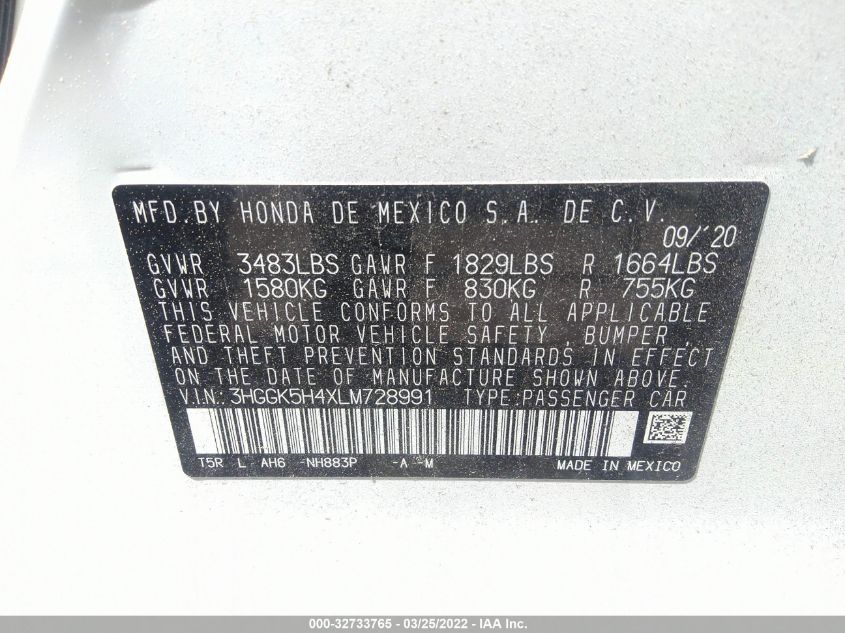 MFD.BY HONDA DE MEXICO S.A. DE C.V.
09/'20
GVWR 3483LBS GAWR F 1829LBS R 1664LBS
GVWR 1580KG GAWR F 830KG R 755KG
THIS VEHICLE CONFORMS TO ALL APPLICABLE
FEDERAL MOTOR VEHICLE SAFETY , BUMPER ,
AND THEFT PREVENTION STANDARDS IN EFFECT
ON THE DATE OF MANUFACTURE SHOWN ABOVE.
V.I.N.:3HGGK5H4XLM728991 TYPE:PASSENGER CAR
T5R L AH6 -NH883P -A -M MADE IN MEXICO
000-32733765 - 03/25/2022 - IAA Inc.